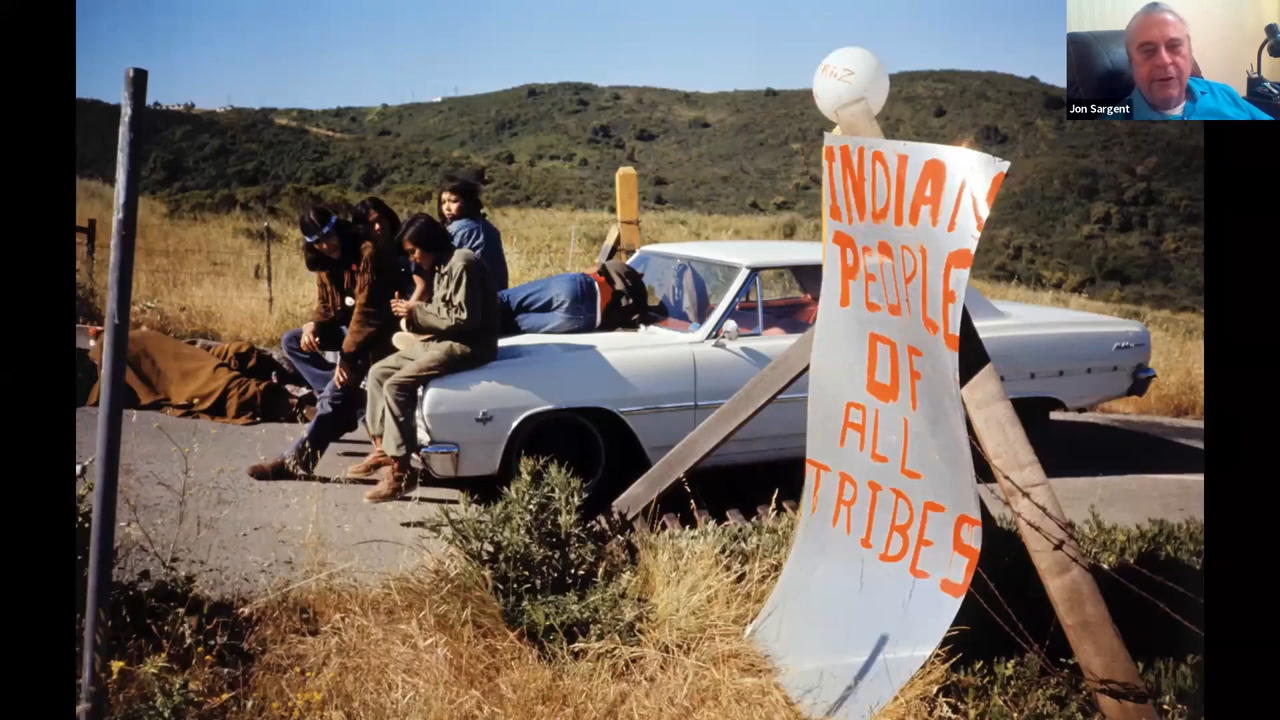 Jon Sargent
INDIAN
PEOPLE
OF
ALL
TRIBES